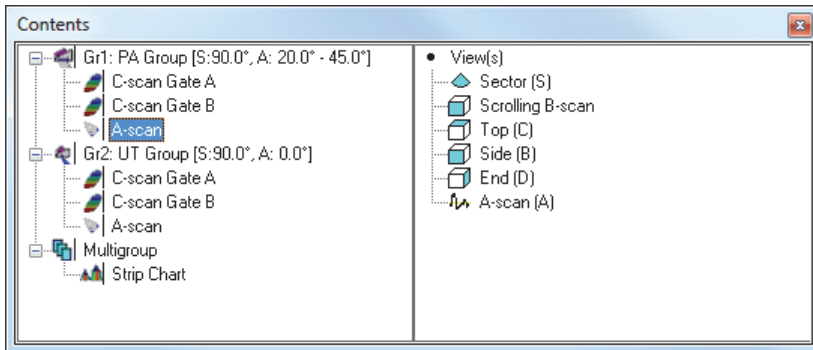 Contents
Gr1: PA Group [S:90.0°, A: 20.0° - 45.0°]
C-scan Gate A
C-scan Gate B
A-scan
Gr2: UT Group [S:90.0°, A: 0.0°]
C-scan Gate A
C-scan Gate B
A-scan
Multigroup
Strip Chart
View(s)
Sector (S)
Scrolling B-scan
Top (C)
Side (B)
End (D)
A-scan (A)